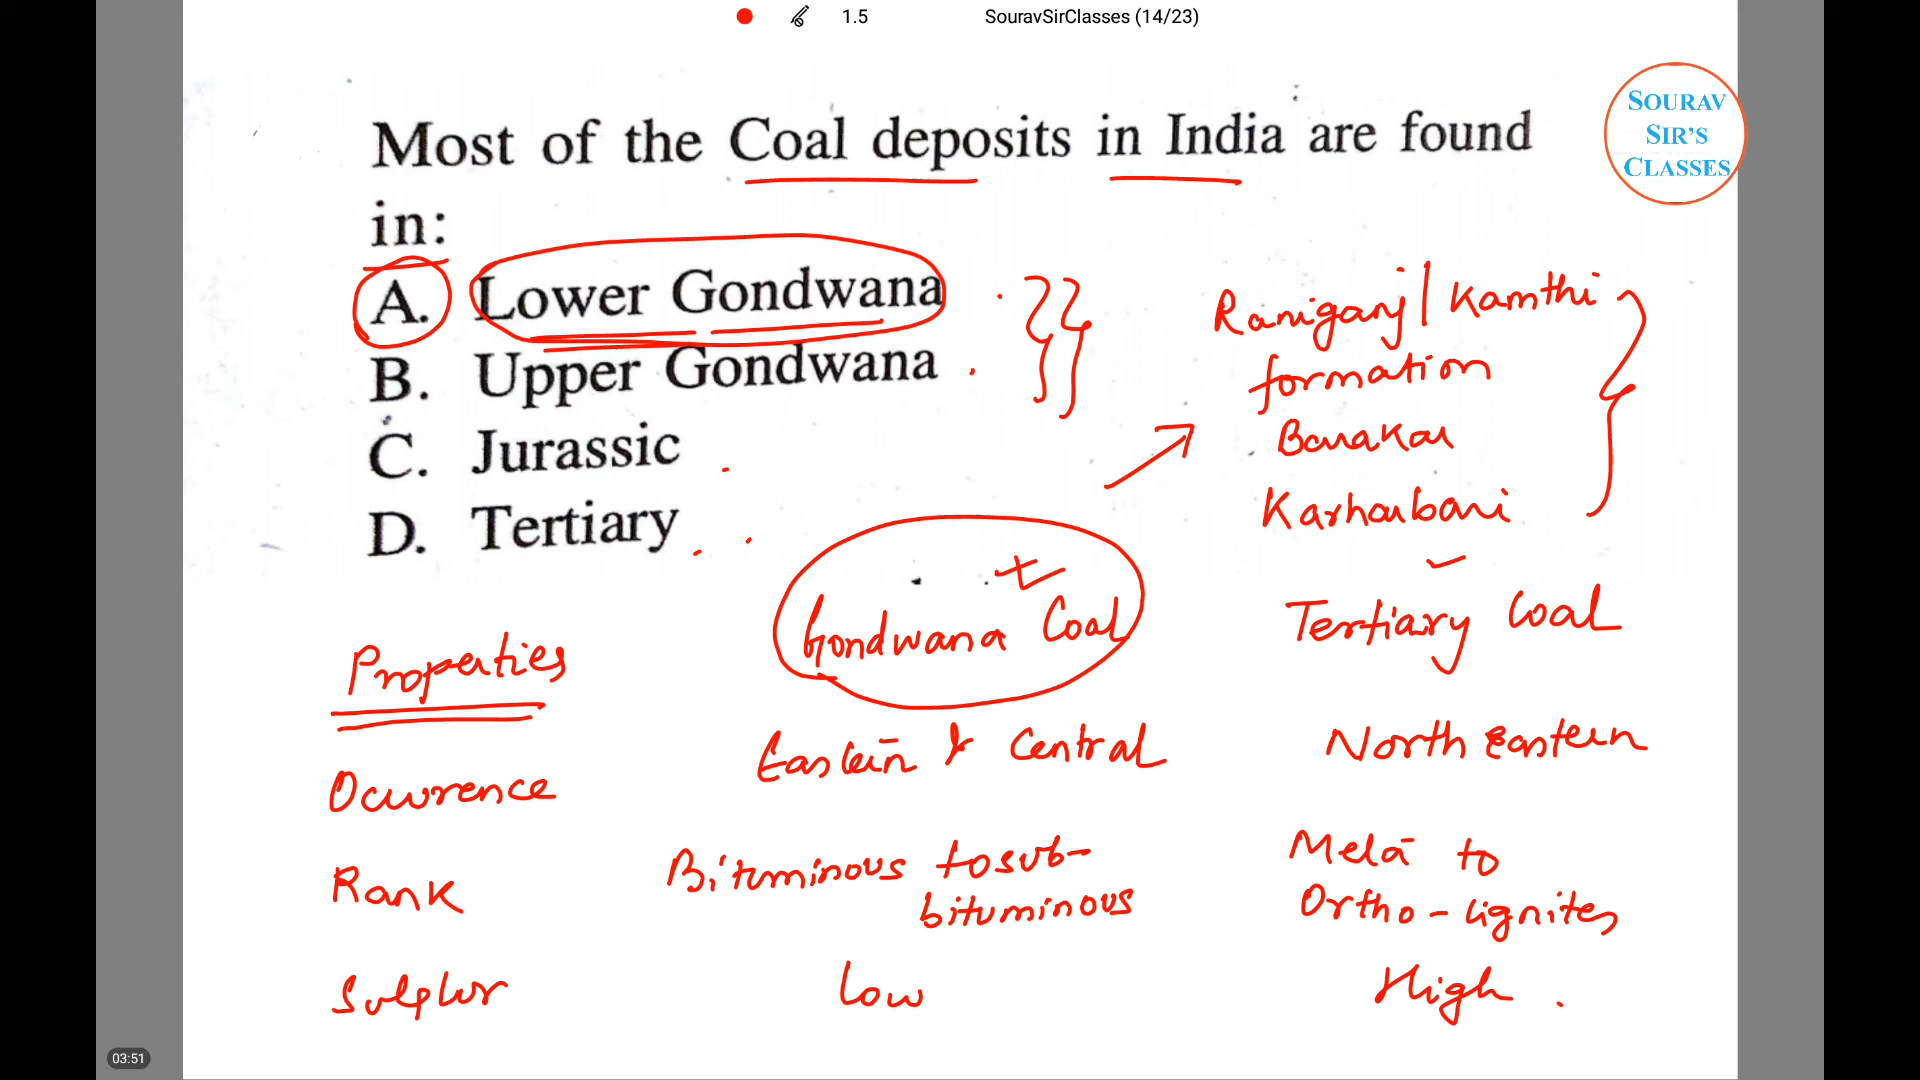 1.5 SouravSirClasses (14/23)
SOURAV
SIR'S
CLASSES
Most of the Coal deposits in India are found
in:
A. Lower Gondwana
B. Upper Gondwana
C. Jurassic
D. Tertiary
Raniganj | Kamthi
formation
Barakar
Karharbari
Properties Gondwana Coal Tertiary Coal
Ocurrence Eastern & Central North eastern
Rank Bituminous to sub-
bituminous
Meta to
Ortho-lignites
Sulphur Low High.
03:51